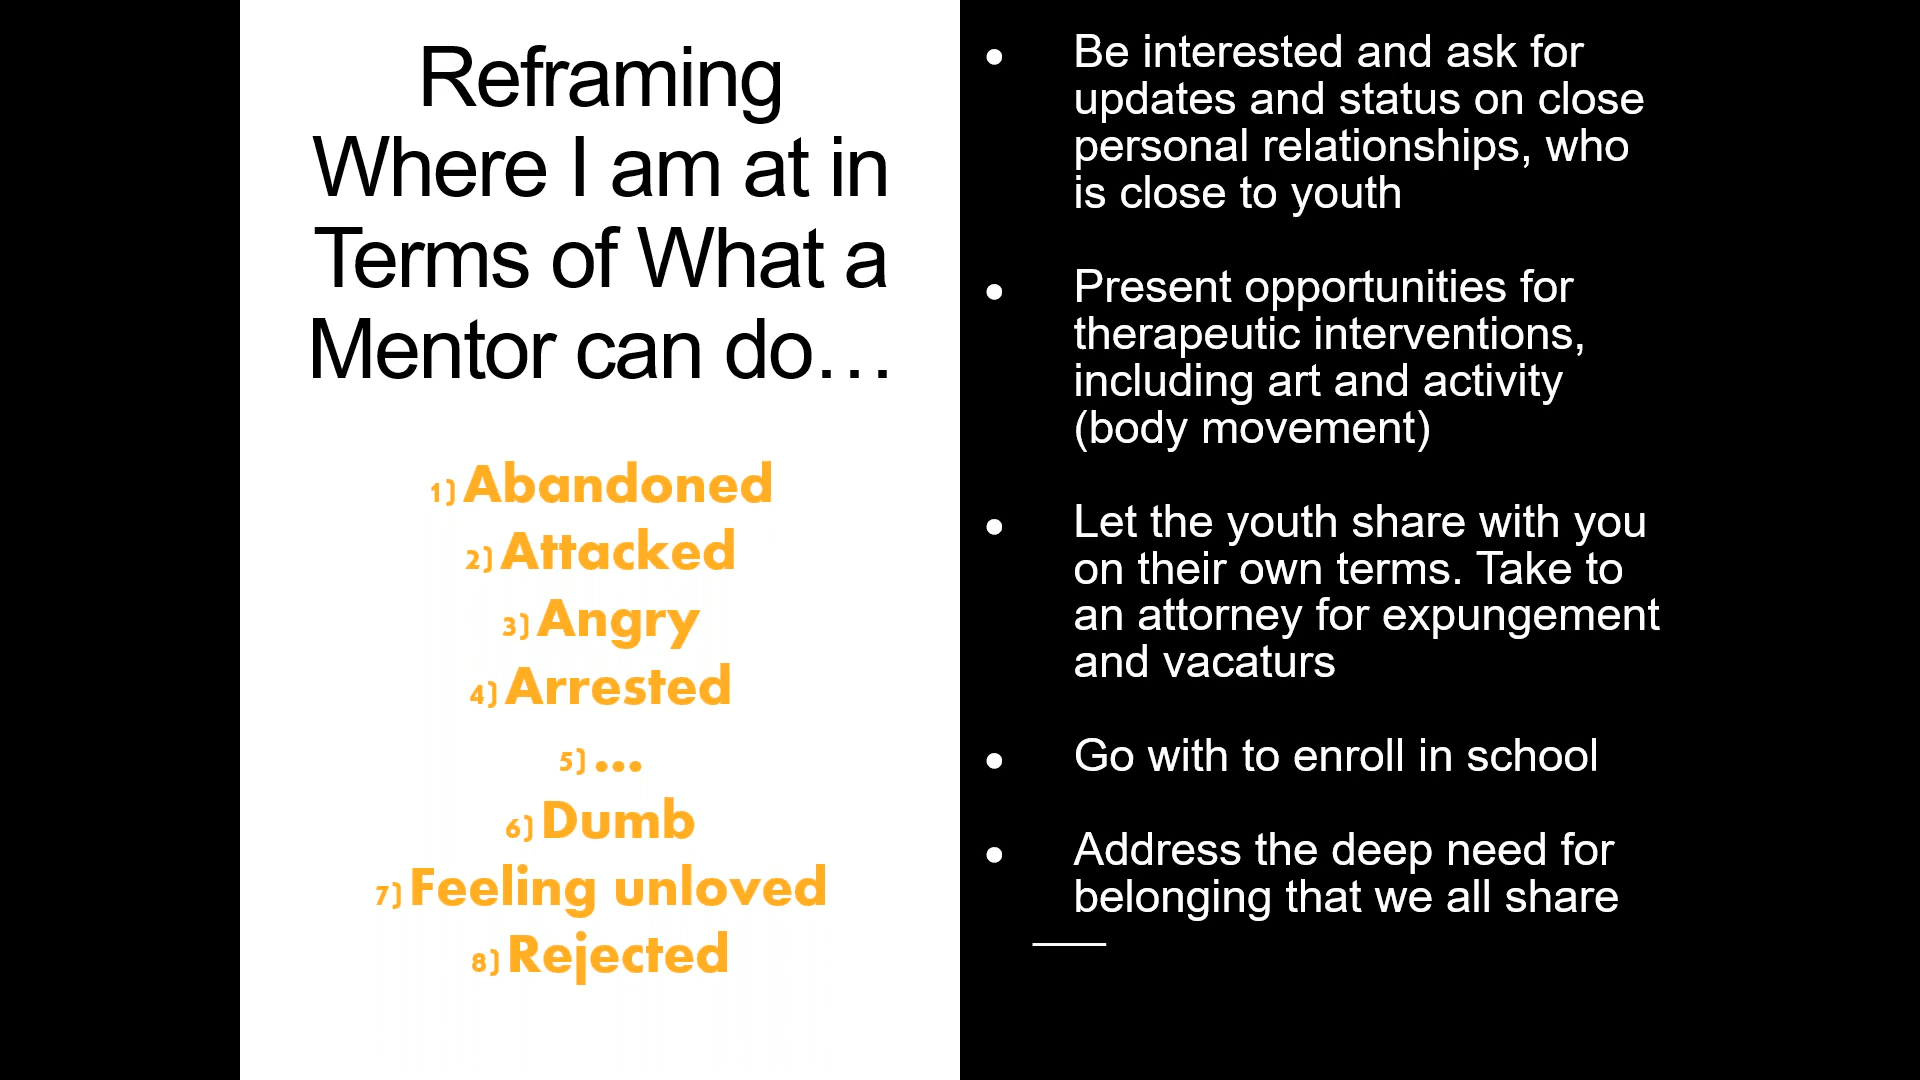 Reframing
Where I am at in
Terms of What a
Mentor can do…
1) Abandoned
2) Attacked
3) Angry
4) Arrested
5) ...
6) Dumb
7) Feeling unloved
8) Rejected
● Be interested and ask for
updates and status on close
personal relationships, who
is close to youth
● Present opportunities for
therapeutic interventions,
including art and activity
(body movement)
● Let the youth share with you
on their own terms. Take to
an attorney for expungement
and vacaturs
● Go with to enroll in school
● Address the deep need for
belonging that we all share